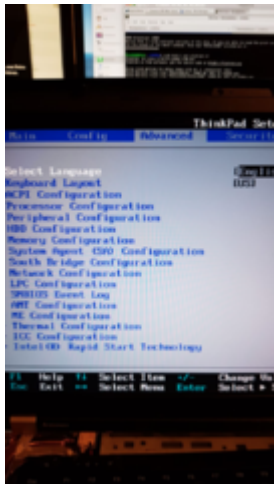 ThinkPad Set
Main Config Advanced Securit
Select Language [Englis
Keyboard Layout [US]
ACPI Configuration
Processor Configuration
Peripheral Configuration
HDD Configuration
Memory Configuration
System Agent (SA) Configuration
South Bridge Configuration
Network Configuration
LPC Configuration
SMBIOS Event Log
AMT Configuration
ME Configuration
Thermal Configuration
ICC Configuration
Intel(R) Rapid Start Technology
F1 Help ↑↓ Select Item -/- Change Va
Esc Exit ↔ Select Menu Enter Select ▸ S